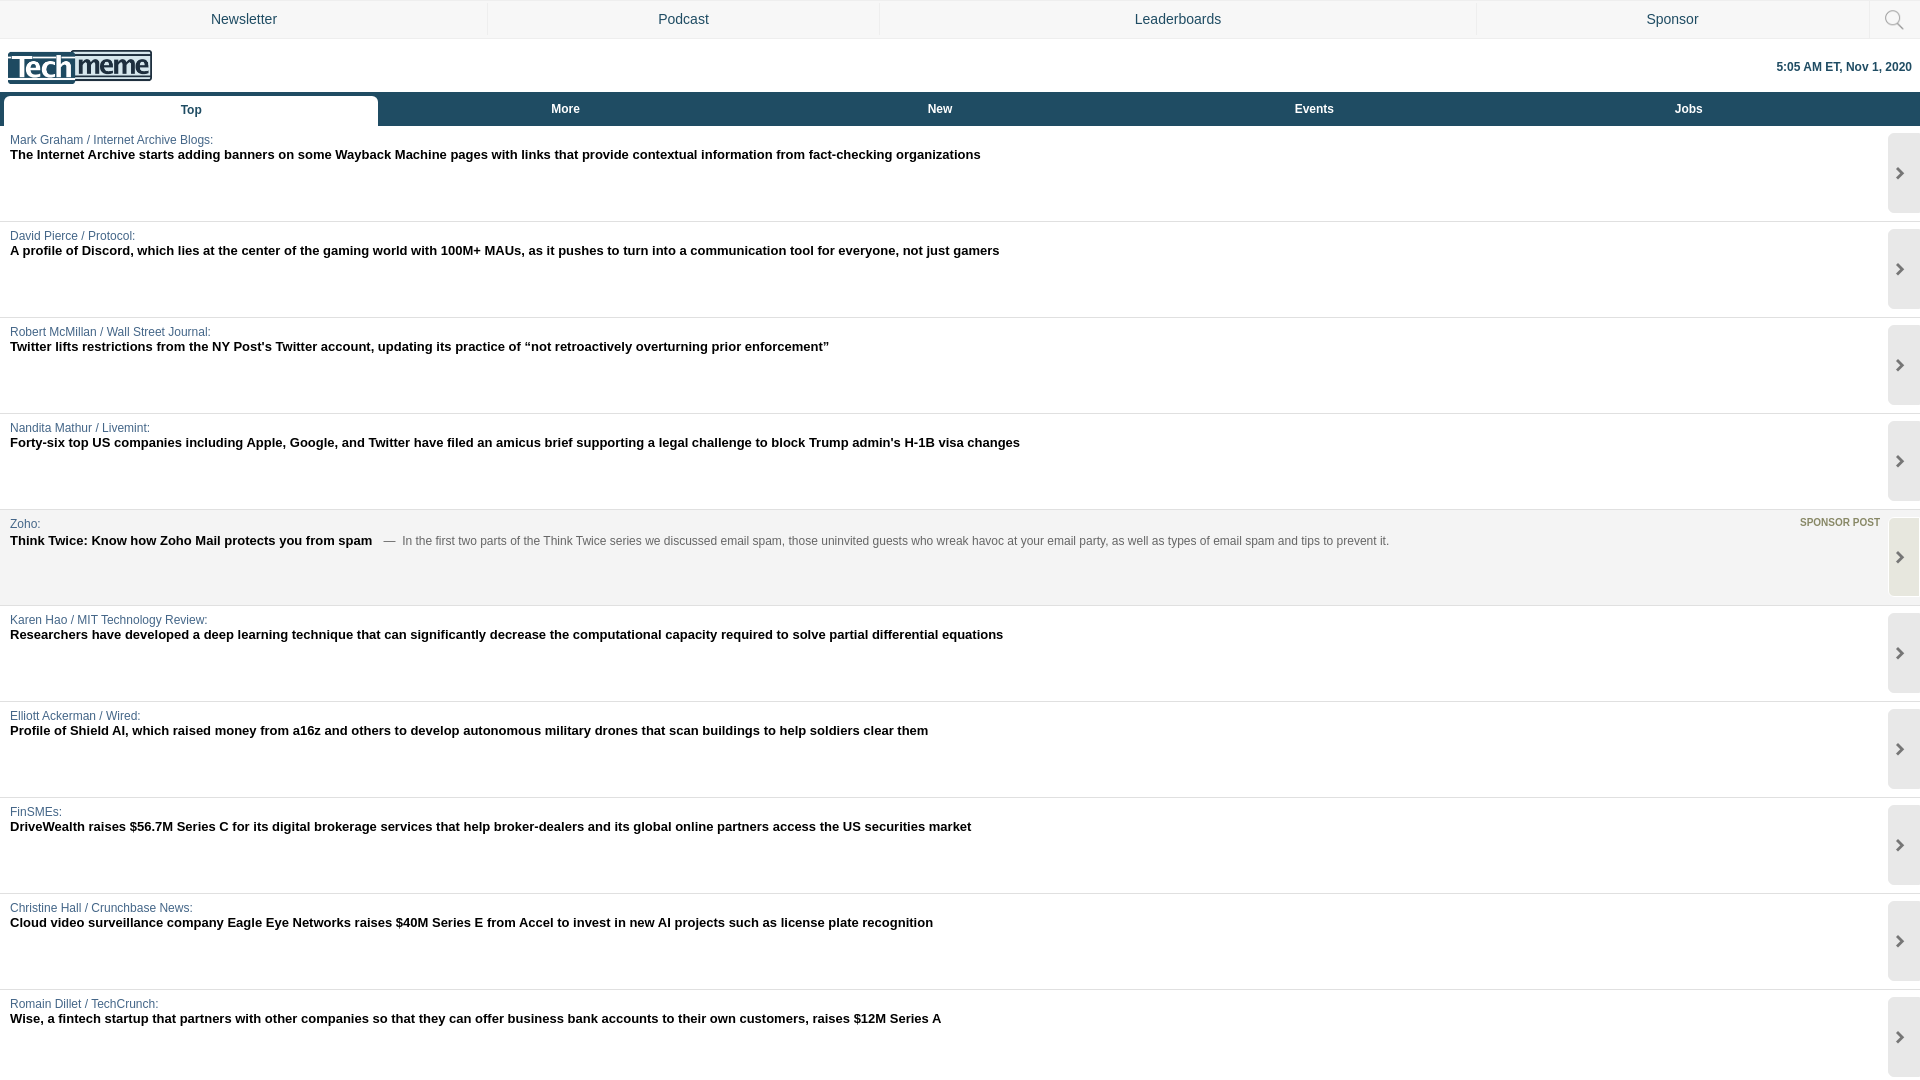 Newsletter
Podcast
Leaderboards
Sponsor
Techmeme
5:05 AM ET, Nov 1, 2020
Top
More
New
Events
Jobs
Mark Graham / Internet Archive Blogs:
The Internet Archive starts adding banners on some Wayback Machine pages with links that provide contextual information from fact-checking organizations
David Pierce / Protocol:
A profile of Discord, which lies at the center of the gaming world with 100M+ MAUs, as it pushes to turn into a communication tool for everyone, not just gamers
Robert McMillan / Wall Street Journal:
Twitter lifts restrictions from the NY Post's Twitter account, updating its practice of “not retroactively overturning prior enforcement”
Nandita Mathur / Livemint:
Forty-six top US companies including Apple, Google, and Twitter have filed an amicus brief supporting a legal challenge to block Trump admin's H-1B visa changes
Zoho:
SPONSOR POST
Think Twice: Know how Zoho Mail protects you from spam — In the first two parts of the Think Twice series we discussed email spam, those uninvited guests who wreak havoc at your email party, as well as types of email spam and tips to prevent it.
Karen Hao / MIT Technology Review:
Researchers have developed a deep learning technique that can significantly decrease the computational capacity required to solve partial differential equations
Elliott Ackerman / Wired:
Profile of Shield AI, which raised money from a16z and others to develop autonomous military drones that scan buildings to help soldiers clear them
FinSMEs:
DriveWealth raises $56.7M Series C for its digital brokerage services that help broker-dealers and its global online partners access the US securities market
Christine Hall / Crunchbase News:
Cloud video surveillance company Eagle Eye Networks raises $40M Series E from Accel to invest in new AI projects such as license plate recognition
Romain Dillet / TechCrunch:
Wise, a fintech startup that partners with other companies so that they can offer business bank accounts to their own customers, raises $12M Series A